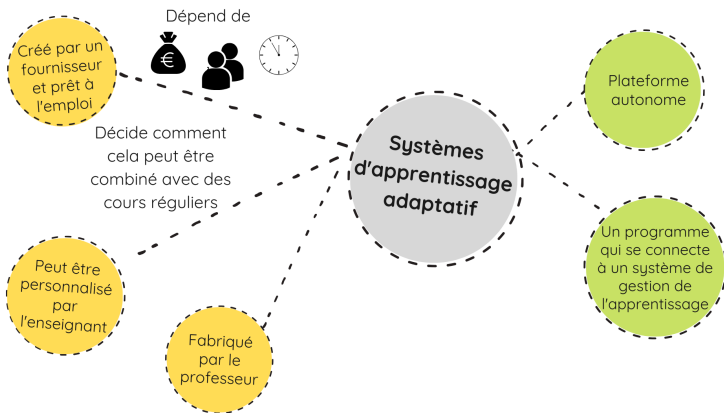 Dépend de
€
Créé par un
fournisseur
et prêt à
l'emploi
Décide comment
cela peut être
combiné avec des
cours réguliers
Systèmes
d'apprentissage
adaptatif
Plateforme
autonome
Un programme
qui se connecte
à un système de
gestion de
l'apprentissage
Peut être
personnalisé
par
l'enseignant
Fabriqué
par le
professeur